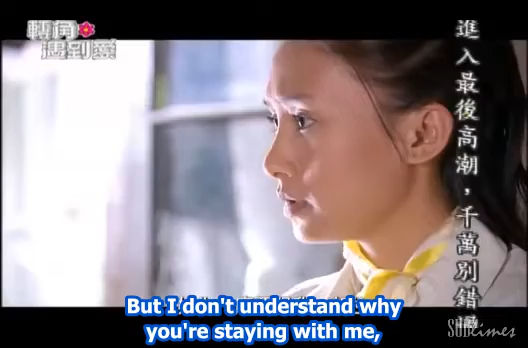 轉角
遇到愛
進入最後高潮,千萬別錯過
But I don't understand why
you're staying with me,